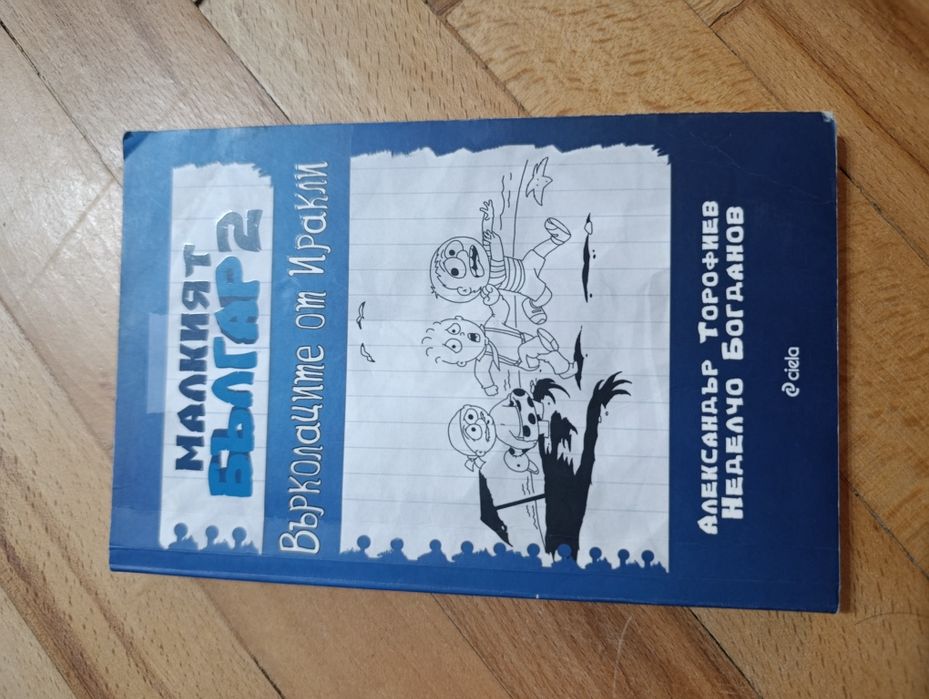 МАЛКИЯТ
БЪЛГАР 2
Върколаците от Иракли
Александър Торофиев
Неделчо Богданов
ciela